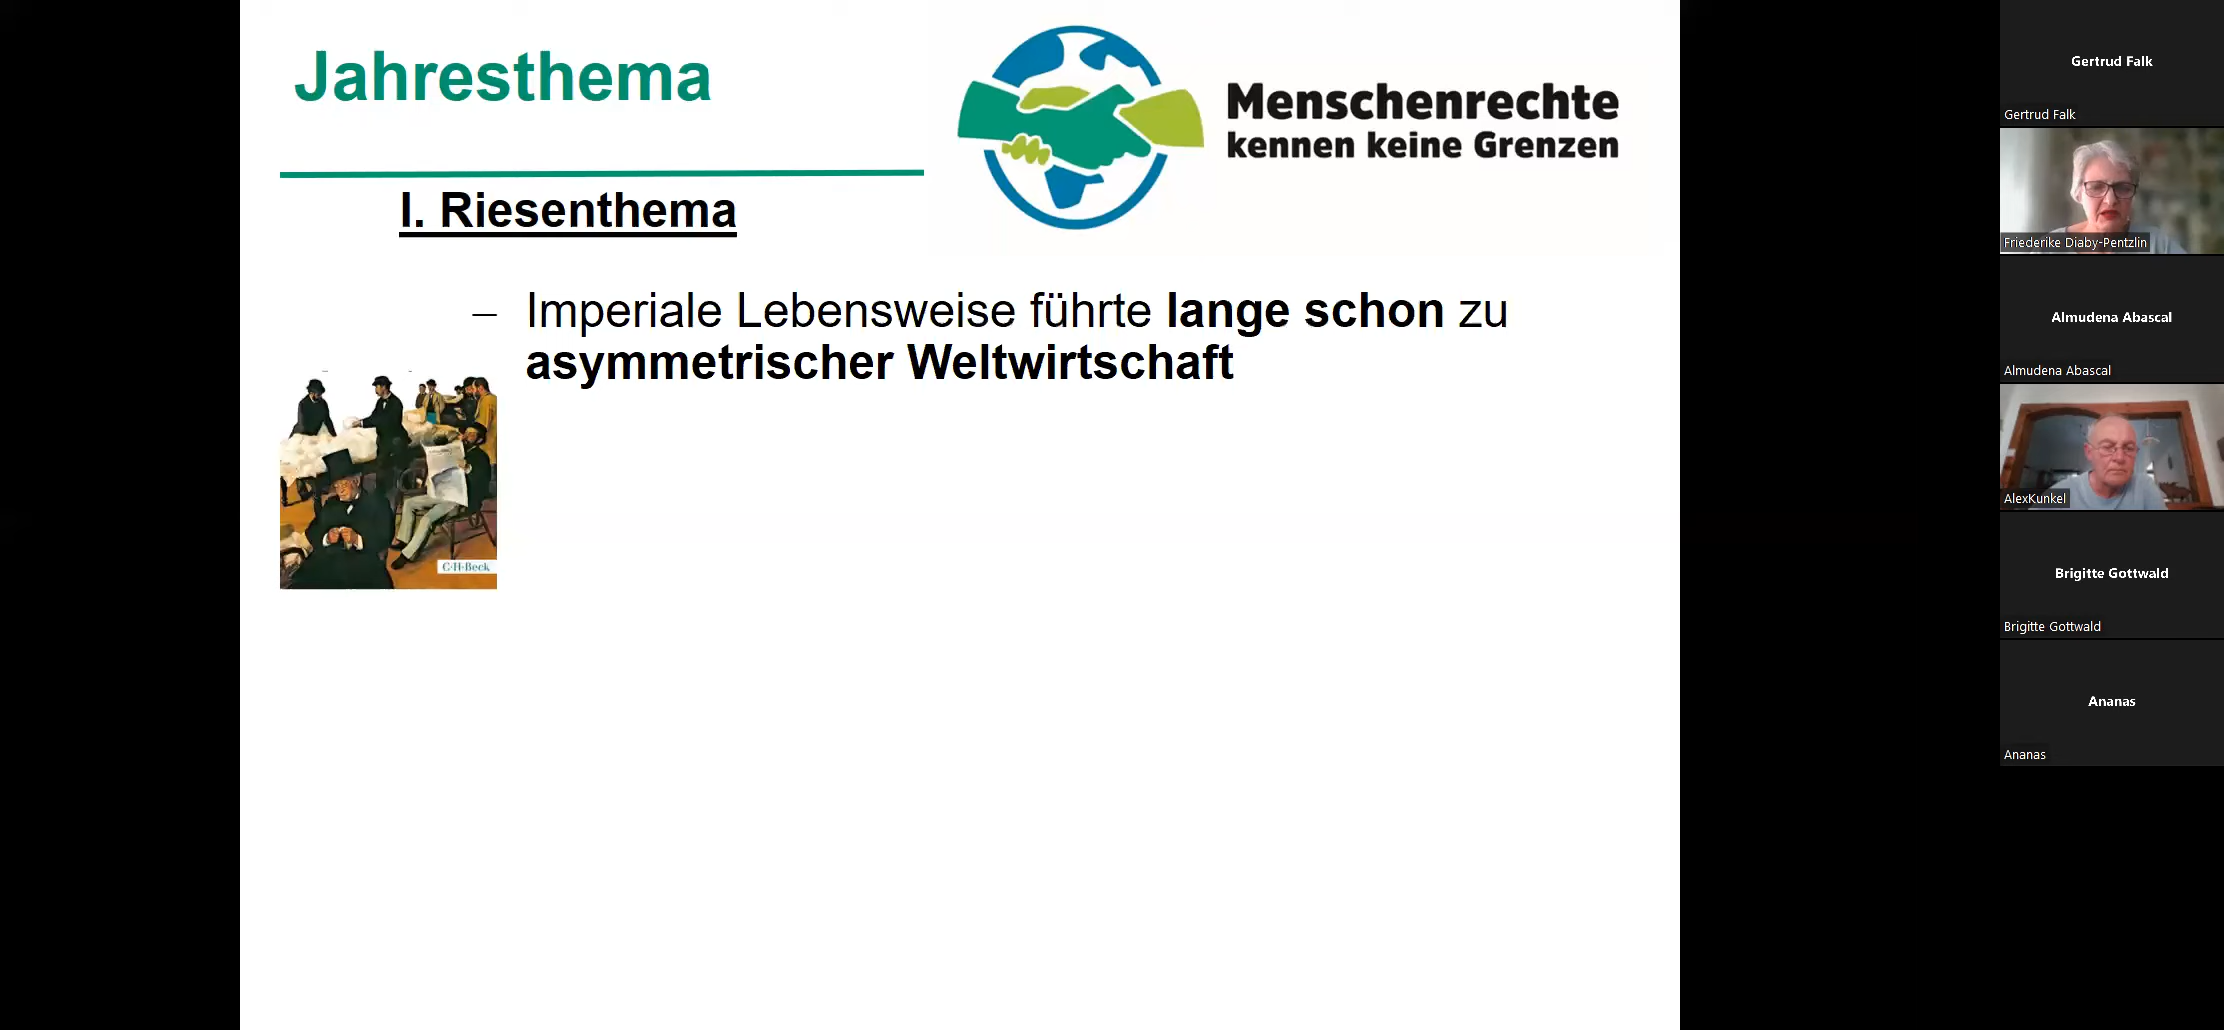 Jahresthema
Menschenrechte
kennen keine Grenzen
I. Riesenthema
– Imperiale Lebensweise führte lange schon zu
asymmetrischer Weltwirtschaft
C·H·Beck
Gertrud Falk
Gertrud Falk
Friederike Diaby-Pentzlin
Almudena Abascal
Almudena Abascal
AlexKunkel
Brigitte Gottwald
Brigitte Gottwald
Ananas
Ananas